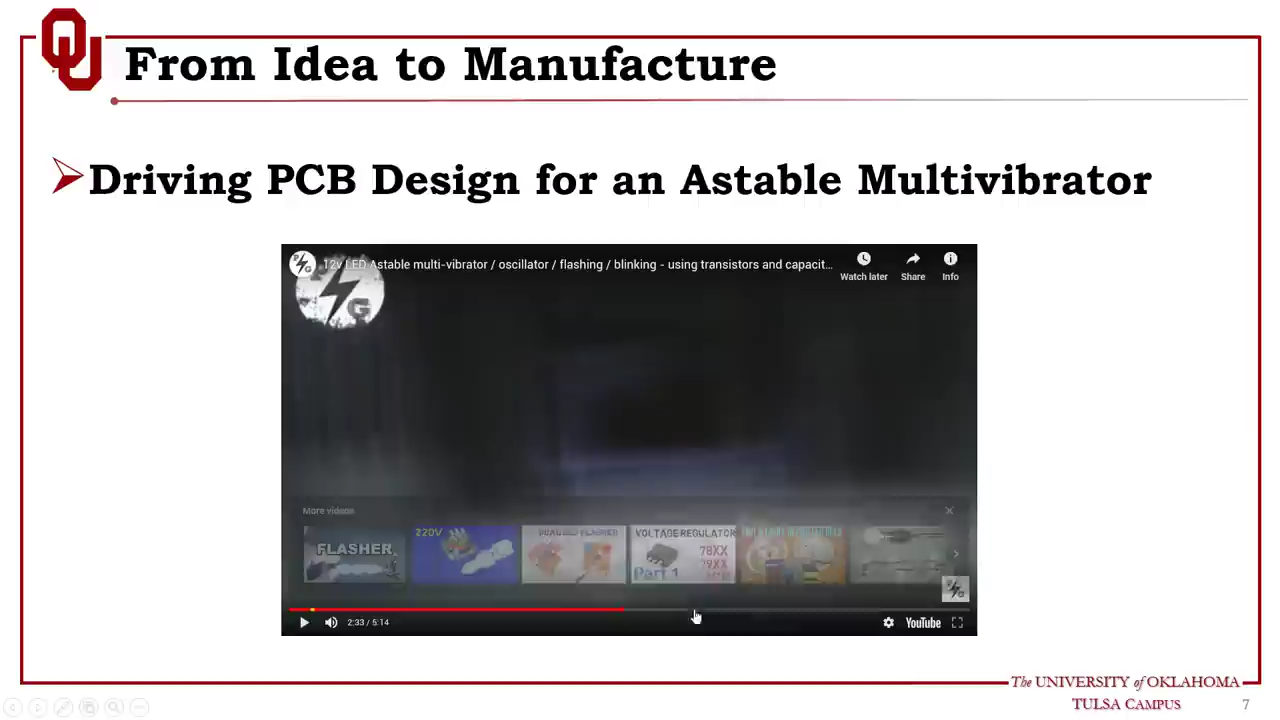 From Idea to Manufacture
Driving PCB Design for an Astable Multivibrator
12v LED Astable multi-vibrator / oscillator / flashing / blinking - using transistors and capacit...
Watch later
Share
Info
G
More videos
FLASHER
220V
VOLTAGE REGULATOR
78XX
79XX
Part 1
2:33 / 5:14
YouTube
The UNIVERSITY of OKLAHOMA
TULSA CAMPUS
7